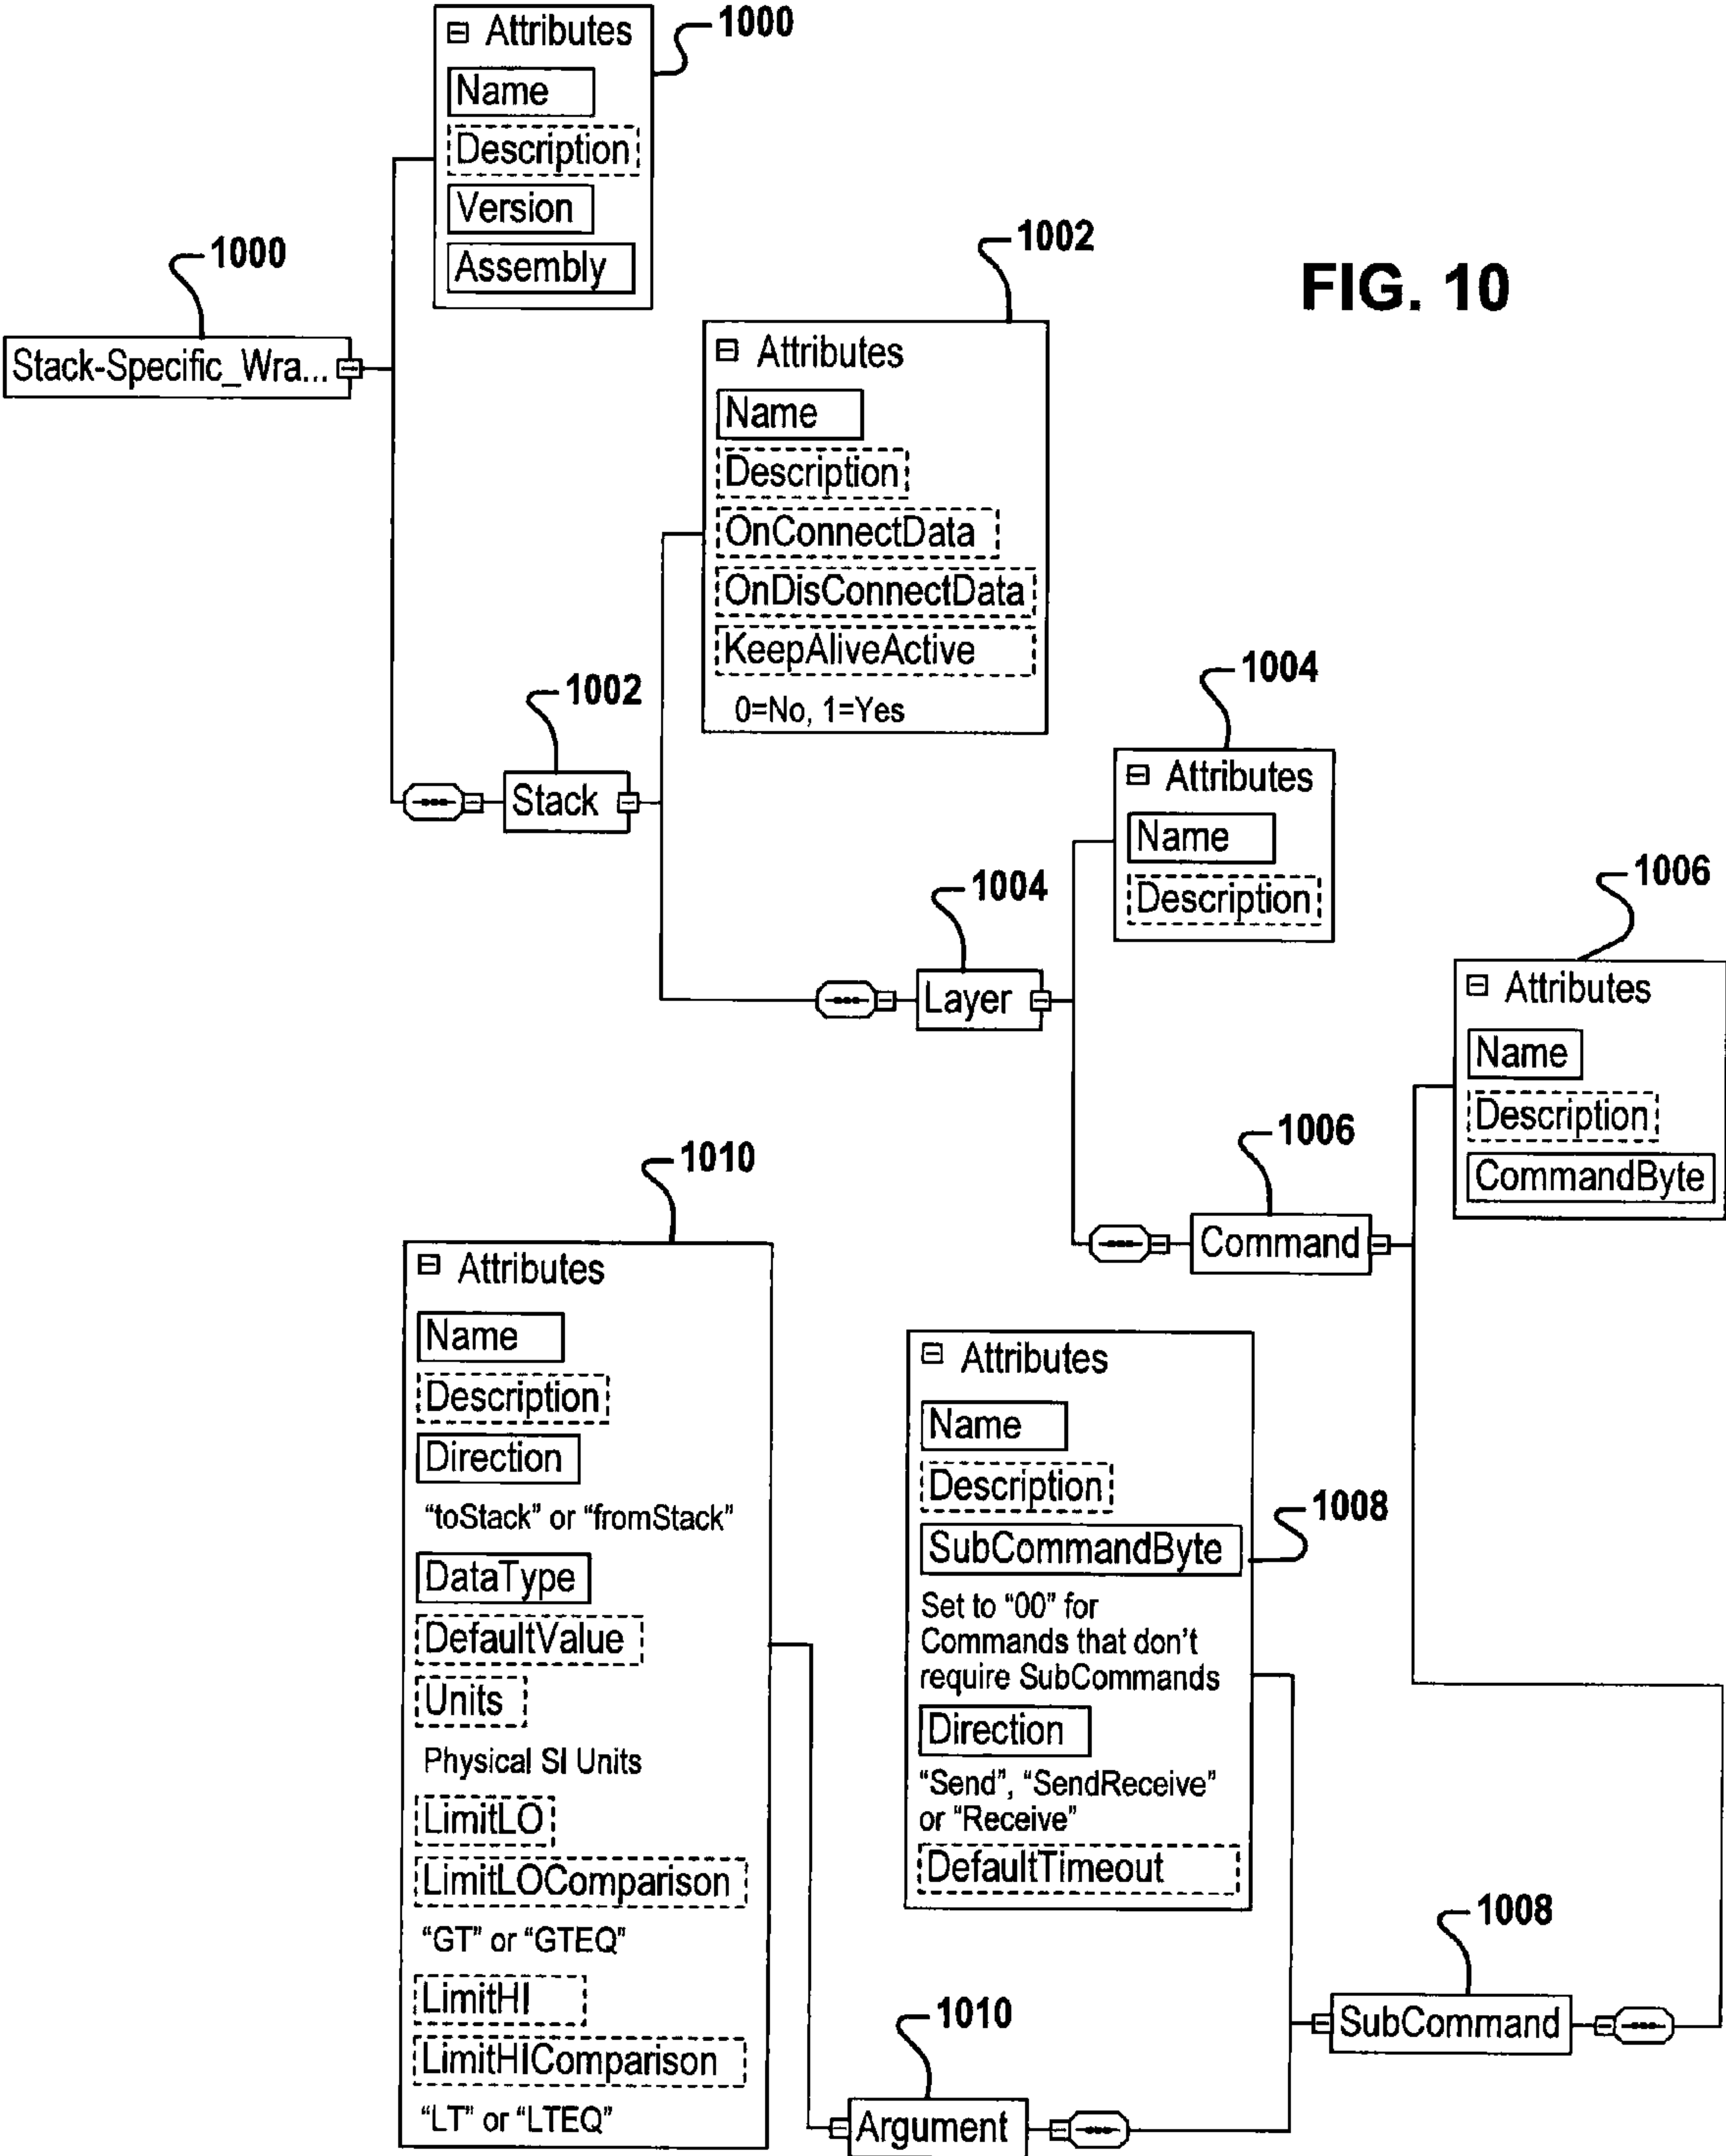 Attributes
1000
Name
Description
Version
Assembly
1000
Stack-Specific_Wra...
FIG. 10
1002
Attributes
Name
Description
OnConnectData
OnDisConnectData
KeepAliveActive
0=No, 1=Yes
1002
Stack
1004
Attributes
Name
Description
1004
Layer
1006
Attributes
Name
Description
CommandByte
1006
Command
1010
Attributes
Name
Description
Direction
“toStack” or “fromStack”
DataType
DefaultValue
Units
Physical SI Units
LimitLO
LimitLOComparison
“GT” or “GTEQ”
LimitHI
LimitHIComparison
“LT” or “LTEQ”
Attributes
Name
Description
1008
SubCommandByte
Set to “00” for
Commands that don't
require SubCommands
Direction
“Send”, “SendReceive”
or “Receive”
DefaultTimeout
1008
SubCommand
1010
Argument